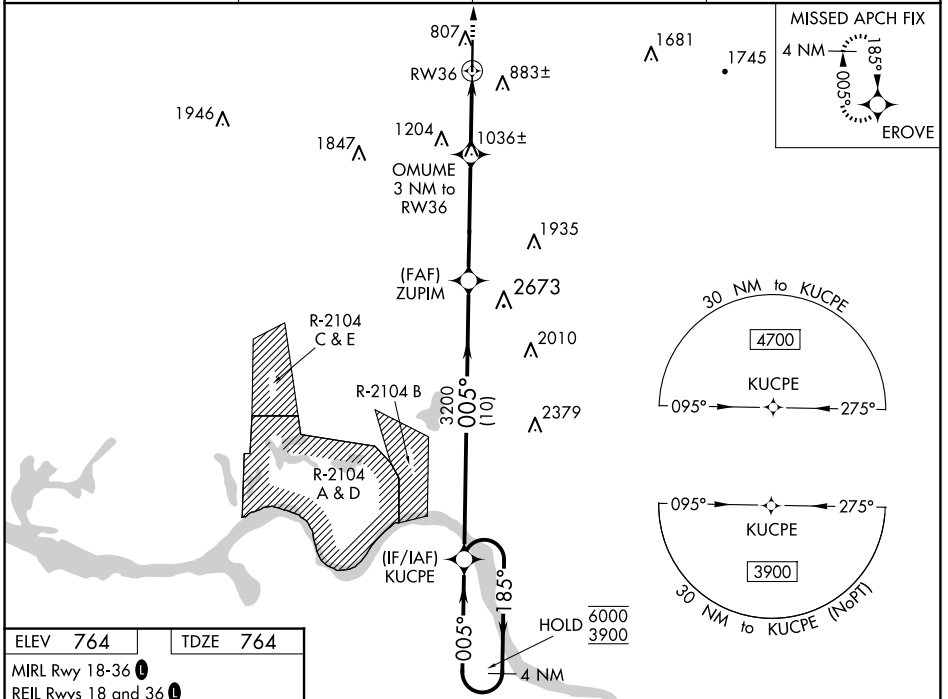 MISSED APCH FIX
4 NM
185°
005°
EROVE
807
1681
1745
RW36
883±
1946
1204
1036±
1847
OMUME
3 NM to
RW36
1935
(FAF)
ZUPIM
2673
R-2104
C & E
2010
R-2104 B
3200
005°
(10)
2379
R-2104
A & D
30 NM to KUCPE
4700
KUCPE
095°
275°
095°
275°
KUCPE
3900
30 NM to KUCPE (NoPT)
(IF/IAF)
KUCPE
005°
185°
HOLD
6000
3900
4 NM
ELEV 764
TDZE 764
MIRL Rwy 18-36 L
REIL Rwys 18 and 36 L